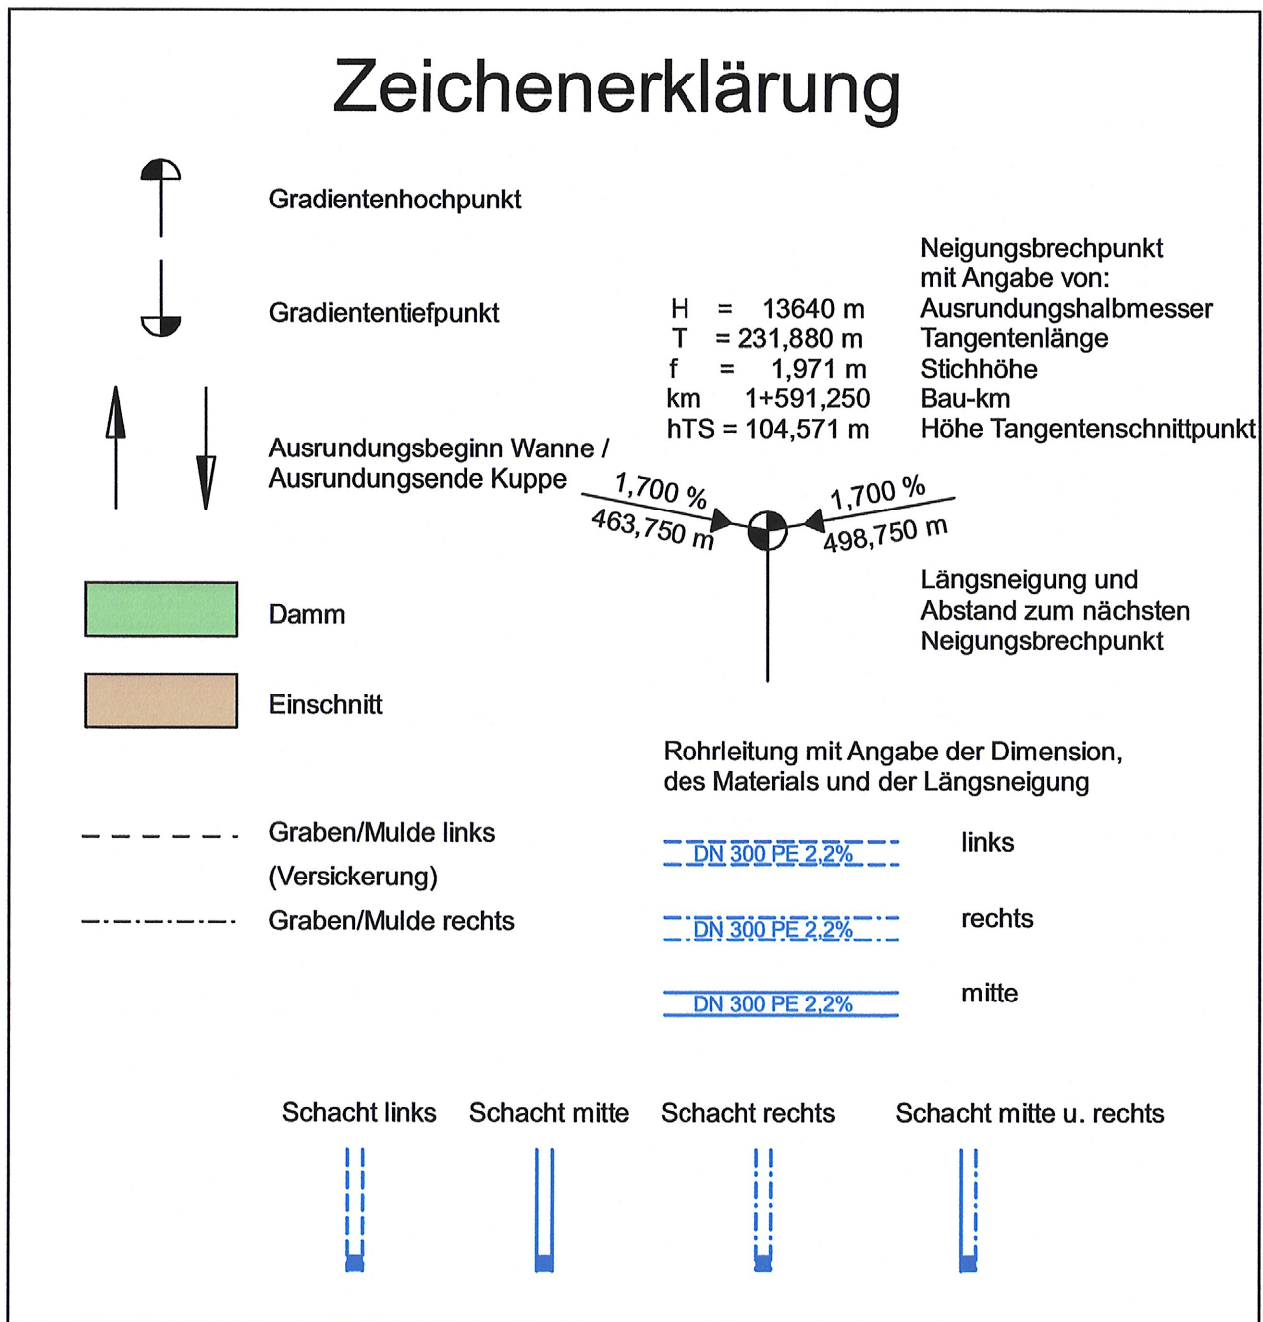 Zeichenerklärung
Gradientenhochpunkt
Gradiententiefpunkt
Ausrundungsbeginn Wanne /
Ausrundungsende Kuppe
Neigungsbrechpunkt
mit Angabe von:
H = 13640 m Ausrundungshalbmesser
T = 231,880 m Tangentenlänge
f = 1,971 m Stichhöhe
km 1+591,250 Bau-km
hTS = 104,571 m Höhe Tangentenschnittpunkt
1,700 %
463,750 m
1,700 %
498,750 m
Längsneigung und
Abstand zum nächsten
Neigungsbrechpunkt
Damm
Einschnitt
Graben/Mulde links
(Versickerung)
Graben/Mulde rechts
Rohrleitung mit Angabe der Dimension,
des Materials und der Längsneigung
DN 300 PE 2,2% links
DN 300 PE 2,2% rechts
DN 300 PE 2,2% mitte
Schacht links Schacht mitte Schacht rechts Schacht mitte u. rechts